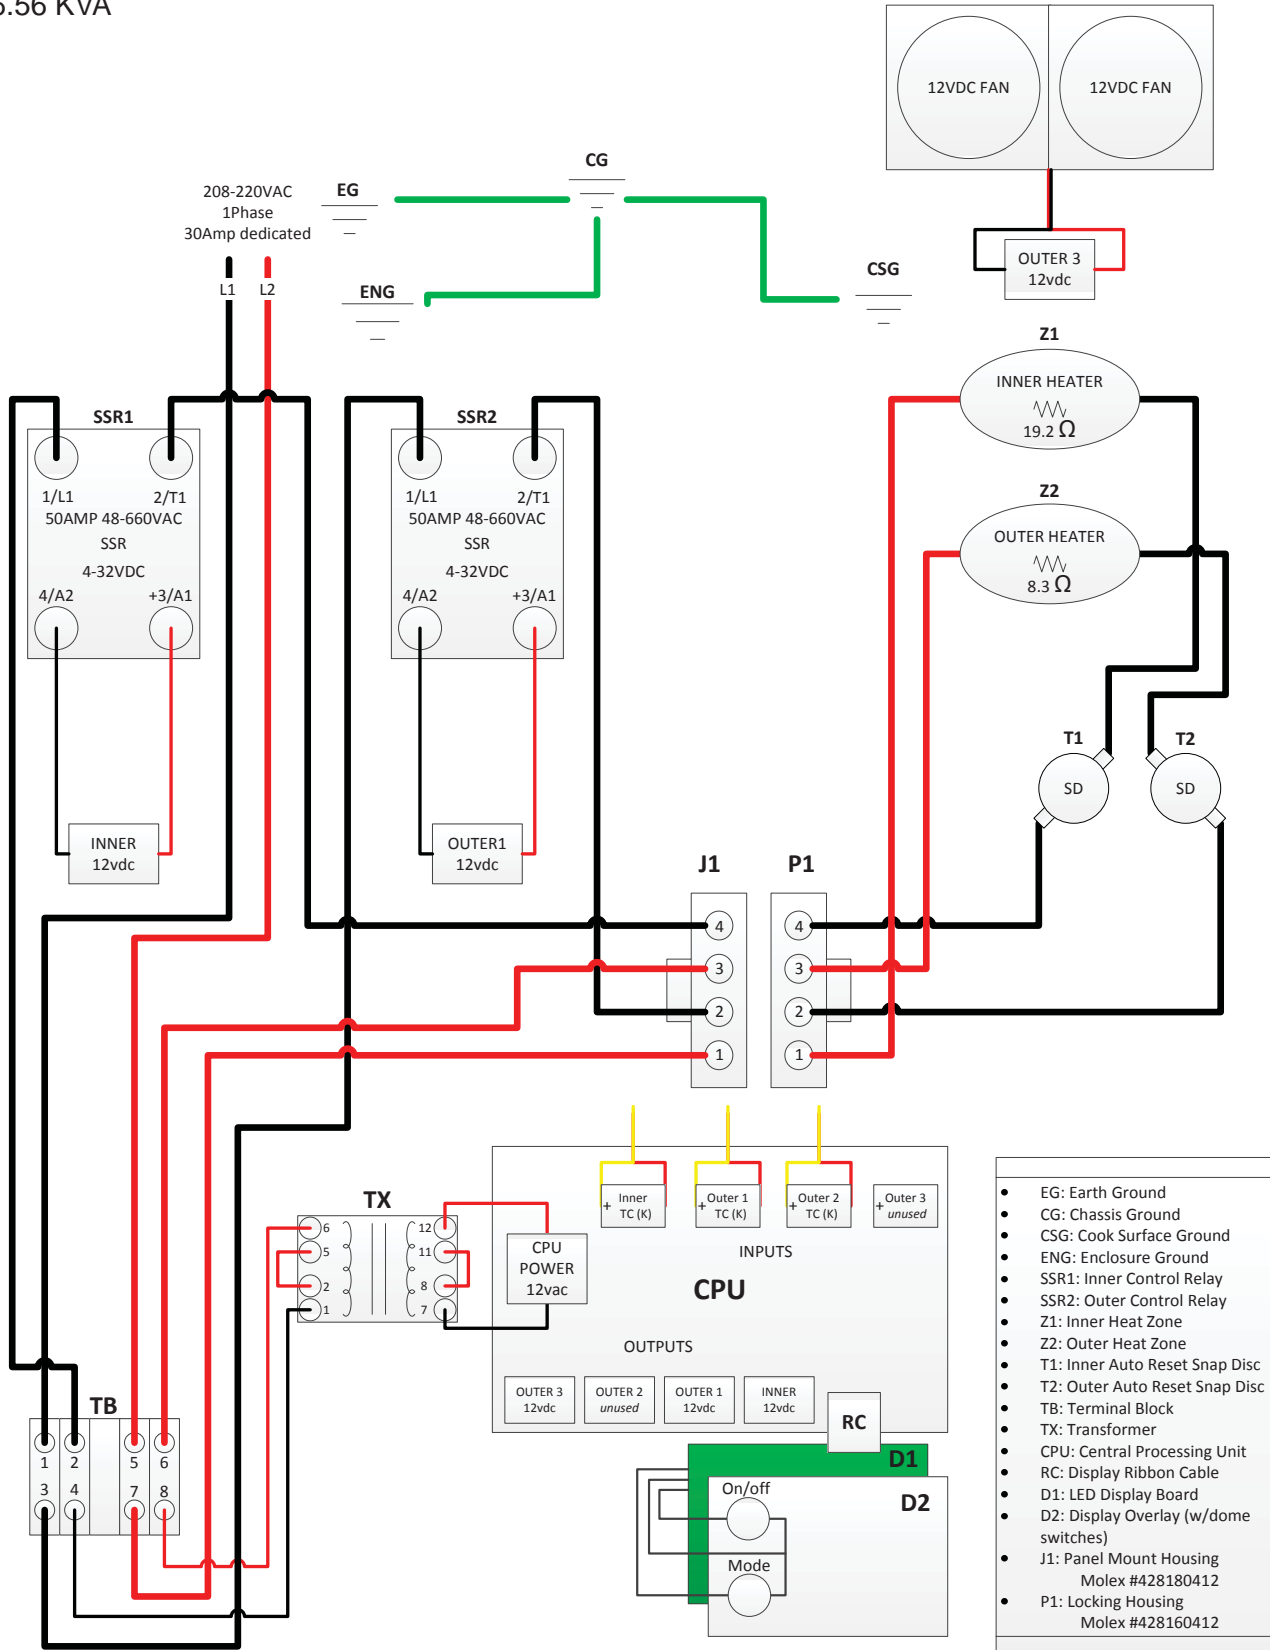 5.56 KVA
12VDC FAN
12VDC FAN
OUTER 3
12vdc
208-220VAC
1Phase
30Amp dedicated
L1
L2
EG
CG
ENG
CSG
SSR1
1/L1
2/T1
50AMP 48-660VAC
SSR
4-32VDC
4/A2
+3/A1
INNER
12vdc
SSR2
1/L1
2/T1
50AMP 48-660VAC
SSR
4-32VDC
4/A2
+3/A1
OUTER1
12vdc
Z1
INNER HEATER
19.2 Ω
Z2
OUTER HEATER
8.3 Ω
T1
SD
T2
SD
J1
4
3
2
1
P1
4
3
2
1
TX
6
5
2
1
12
11
8
7
CPU
POWER
12vac
+ Inner
TC (K)
+ Outer 1
TC (K)
+ Outer 2
TC (K)
+ Outer 3
unused
INPUTS
CPU
OUTPUTS
OUTER 3
12vdc
OUTER 2
unused
OUTER 1
12vdc
INNER
12vdc
RC
D1
D2
On/off
Mode
TB
1 2 5 6
3 4 7 8
• EG: Earth Ground
• CG: Chassis Ground
• CSG: Cook Surface Ground
• ENG: Enclosure Ground
• SSR1: Inner Control Relay
• SSR2: Outer Control Relay
• Z1: Inner Heat Zone
• Z2: Outer Heat Zone
• T1: Inner Auto Reset Snap Disc
• T2: Outer Auto Reset Snap Disc
• TB: Terminal Block
• TX: Transformer
• CPU: Central Processing Unit
• RC: Display Ribbon Cable
• D1: LED Display Board
• D2: Display Overlay (w/dome
switches)
• J1: Panel Mount Housing
Molex #428180412
• P1: Locking Housing
Molex #428160412